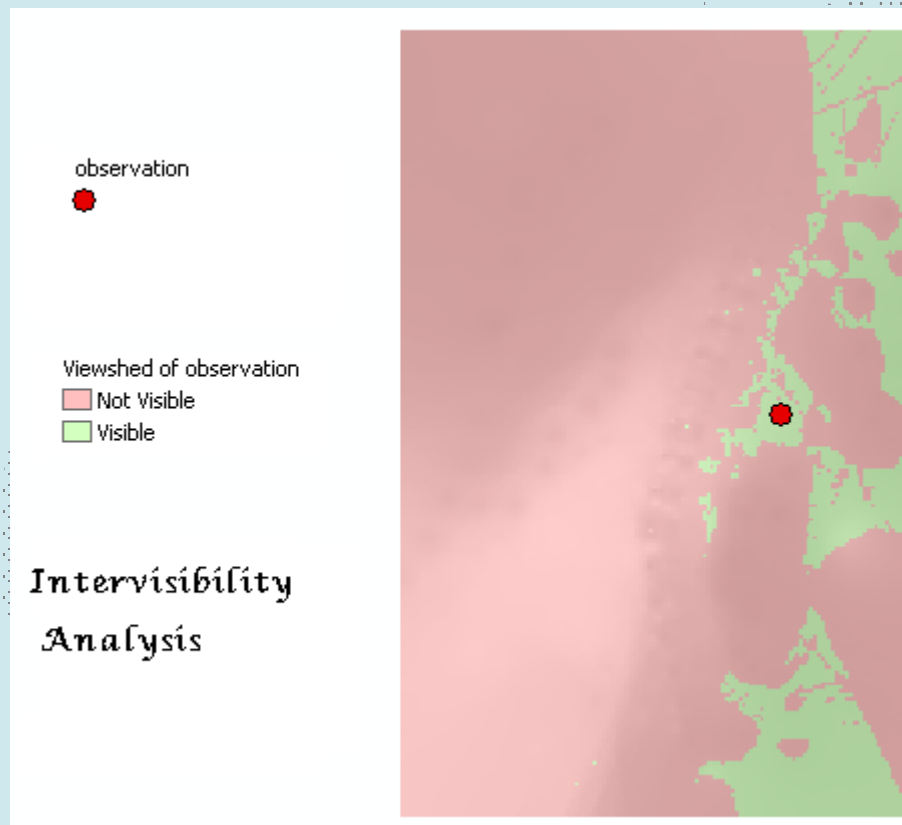 observation
Viewshed of observation
Not Visible
Visible
Intervisibility
Analysis